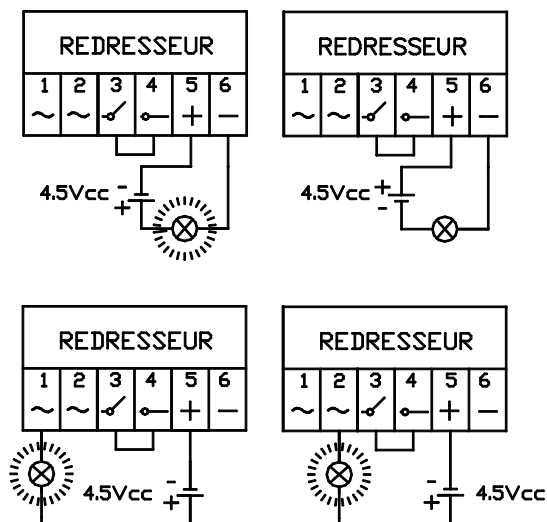 REDRESSEUR
1 2 3 4 5 6
~ ~ + −
4.5Vcc - +
REDRESSEUR
1 2 3 4 5 6
~ ~ + −
4.5Vcc + -
REDRESSEUR
1 2 3 4 5 6
~ ~ + −
4.5Vcc - +
REDRESSEUR
1 2 3 4 5 6
~ ~ + −
- + 4.5Vcc